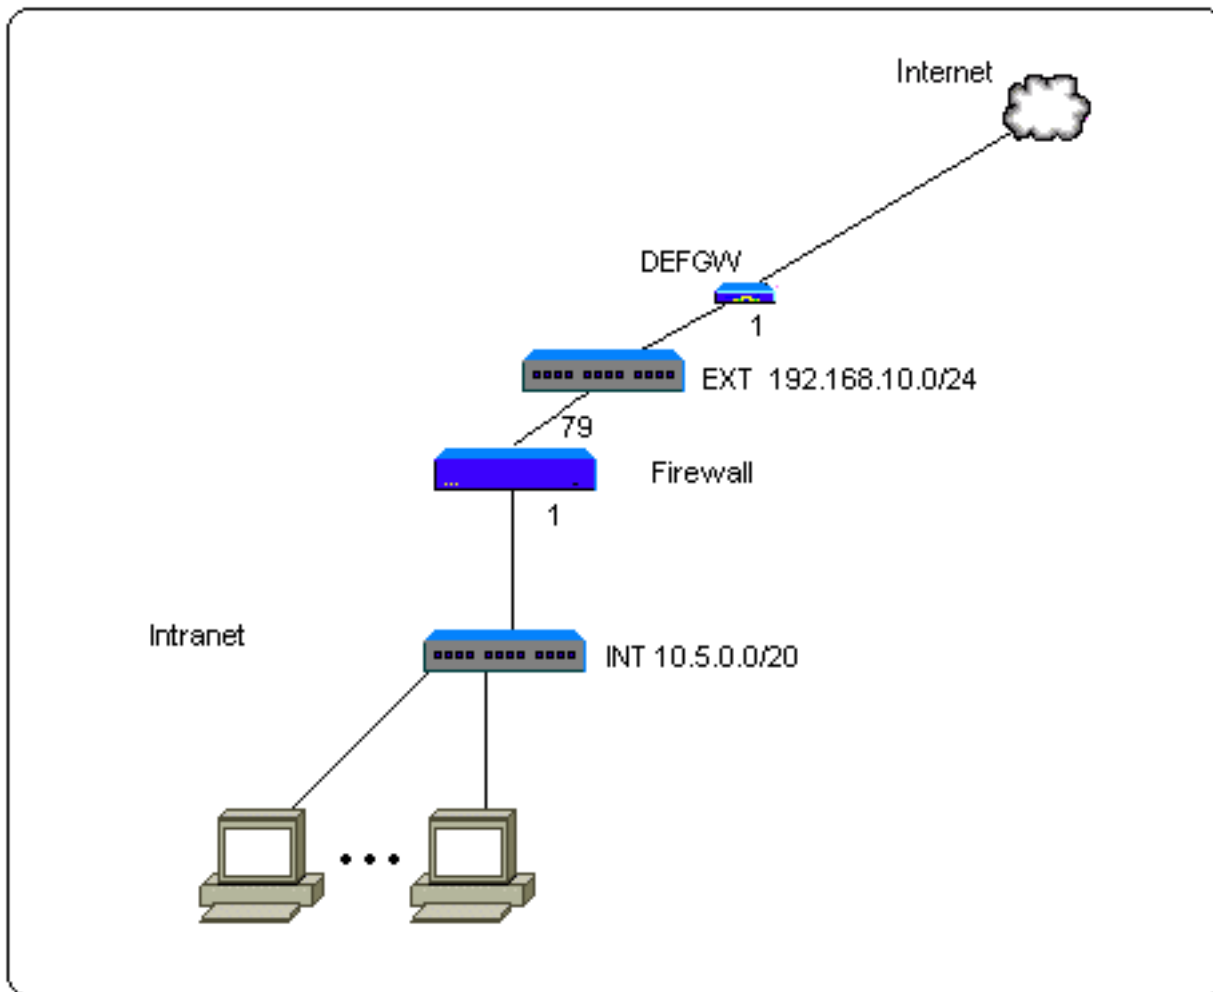 Internet
DEFGW
1
EXT 192.168.10.0/24
79
Firewall
1
Intranet
INT 10.5.0.0/20